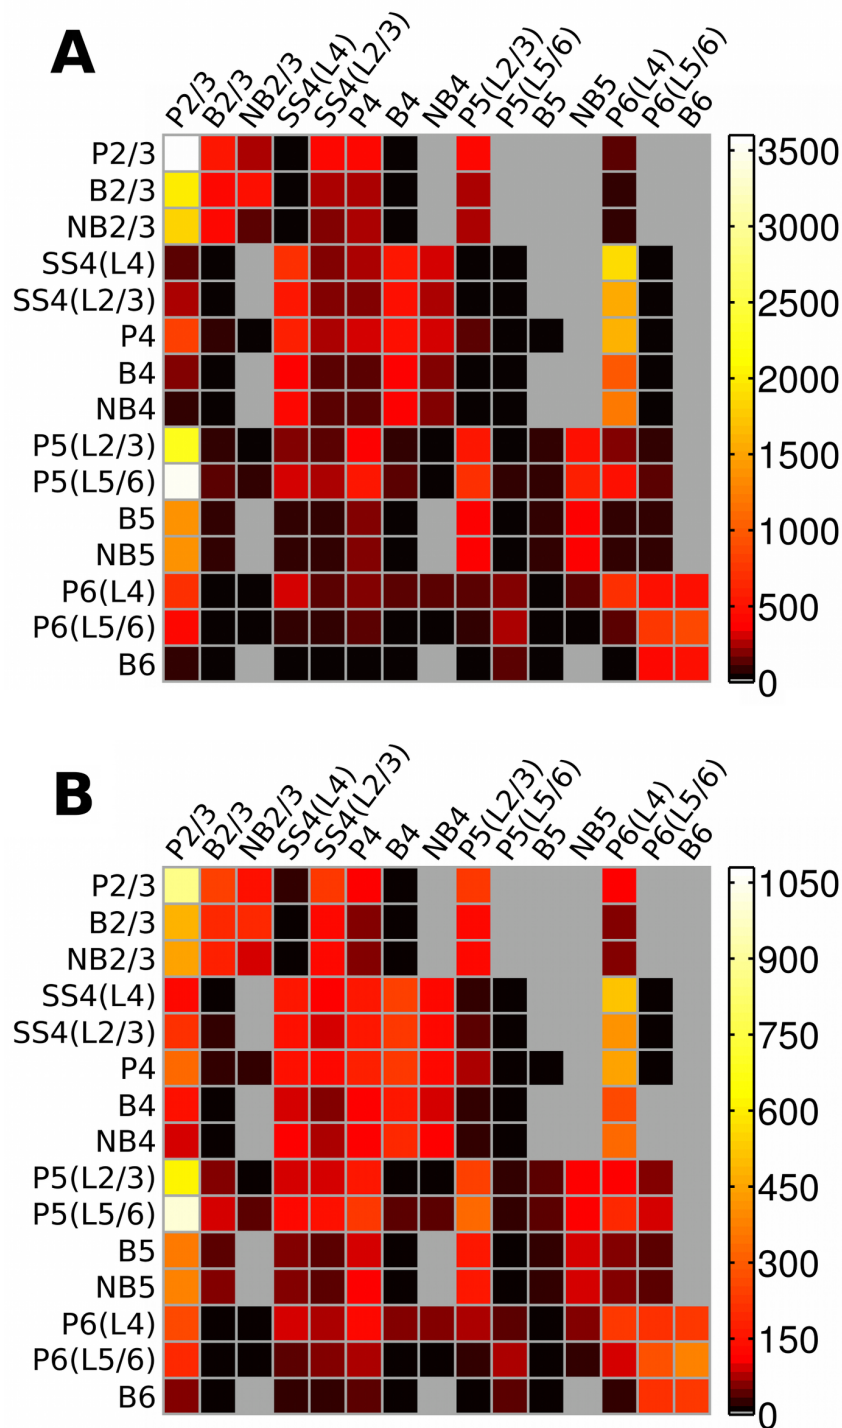 A
P2/3 B2/3 NB2/3 SS4(L4) SS4(L2/3) P4 B4 NB4 P5(L2/3) P5(L5/6) B5 NB5 P6(L4) P6(L5/6) B6
P2/3
B2/3
NB2/3
SS4(L4)
SS4(L2/3)
P4
B4
NB4
P5(L2/3)
P5(L5/6)
B5
NB5
P6(L4)
P6(L5/6)
B6
3500
3000
2500
2000
1500
1000
500
0
B
P2/3 B2/3 NB2/3 SS4(L4) SS4(L2/3) P4 B4 NB4 P5(L2/3) P5(L5/6) B5 NB5 P6(L4) P6(L5/6) B6
P2/3
B2/3
NB2/3
SS4(L4)
SS4(L2/3)
P4
B4
NB4
P5(L2/3)
P5(L5/6)
B5
NB5
P6(L4)
P6(L5/6)
B6
1050
900
750
600
450
300
150
0